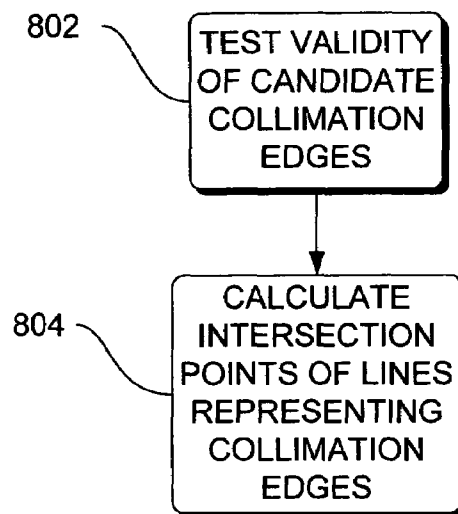 802
TEST VALIDITY
OF CANDIDATE
COLLIMATION
EDGES
804
CALCULATE
INTERSECTION
POINTS OF LINES
REPRESENTING
COLLIMATION
EDGES